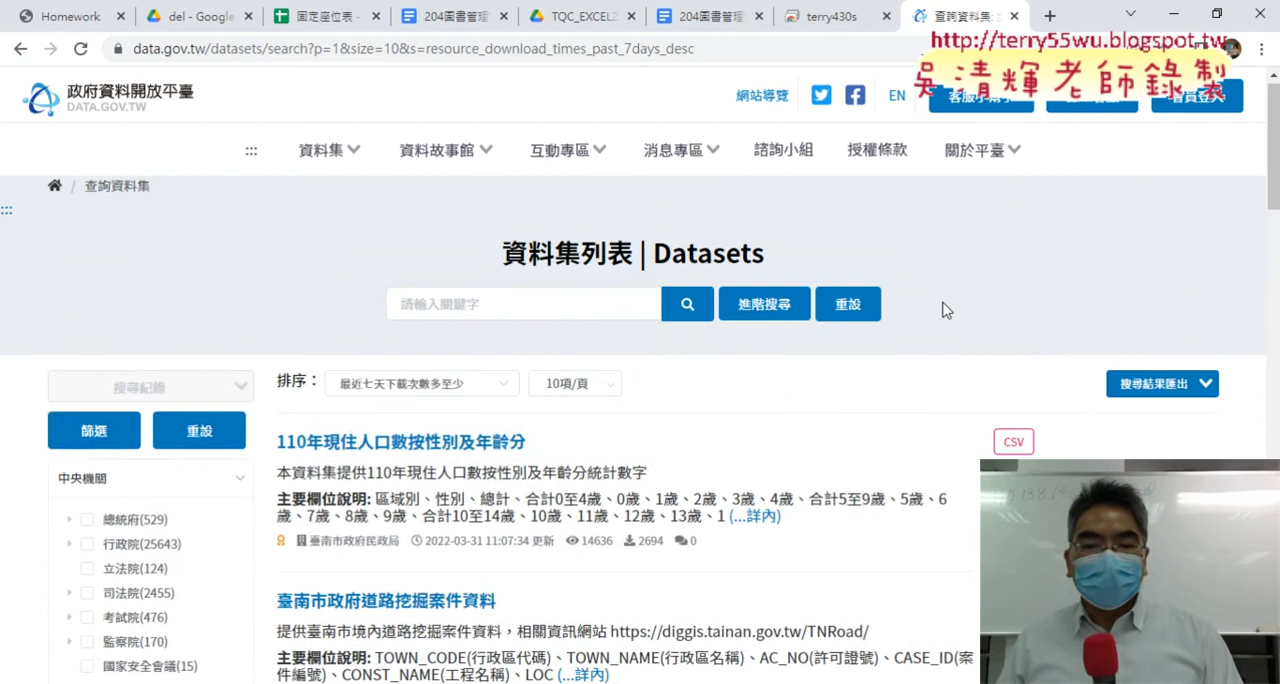 Homework
del - Google
固定座位表 -
204圖書管理
TQC_EXCEL2
204圖書管理
terry430s
查詢資料集:
data.gov.tw/datasets/search?p=1&size=10&s=resource_download_times_past_7days_desc
http://terry55wu.blogspot.tw
吳清輝老師錄製
政府資料開放平臺
DATA.GOV.TW
網站導覽
EN
::: 資料集 資料故事館 互動專區 消息專區 諮詢小組 授權條款 關於平臺
/ 查詢資料集
:::
資料集列表 | Datasets
請輸入關鍵字
進階搜尋
重設
搜尋紀錄
排序：
最近七天下載次數多至少
10項/頁
搜尋結果匯出
篩選
重設
中央機關
總統府(529)
行政院(25643)
立法院(124)
司法院(2455)
考試院(476)
監察院(170)
國家安全會議(15)
110年現住人口數按性別及年齡分
CSV
本資料集提供110年現住人口數按性別及年齡分統計數字
主要欄位說明: 區域別、性別、總計、合計0至4歲、0歲、1歲、2歲、3歲、4歲、合計5至9歲、5歲、6
歲、7歲、8歲、9歲、合計10至14歲、10歲、11歲、12歲、13歲、1 (...詳內)
臺南市政府民政局 2022-03-31 11:07:34 更新 14636 2694 0
臺南市政府道路挖掘案件資料
提供臺南市境內道路挖掘案件資料，相關資訊網站 https://diggis.tainan.gov.tw/TNRoad/
主要欄位說明: TOWN_CODE(行政區代碼)、TOWN_NAME(行政區名稱)、AC_NO(許可證號)、CASE_ID(案
件編號)、CONST_NAME(工程名稱)、LOC (...詳內)